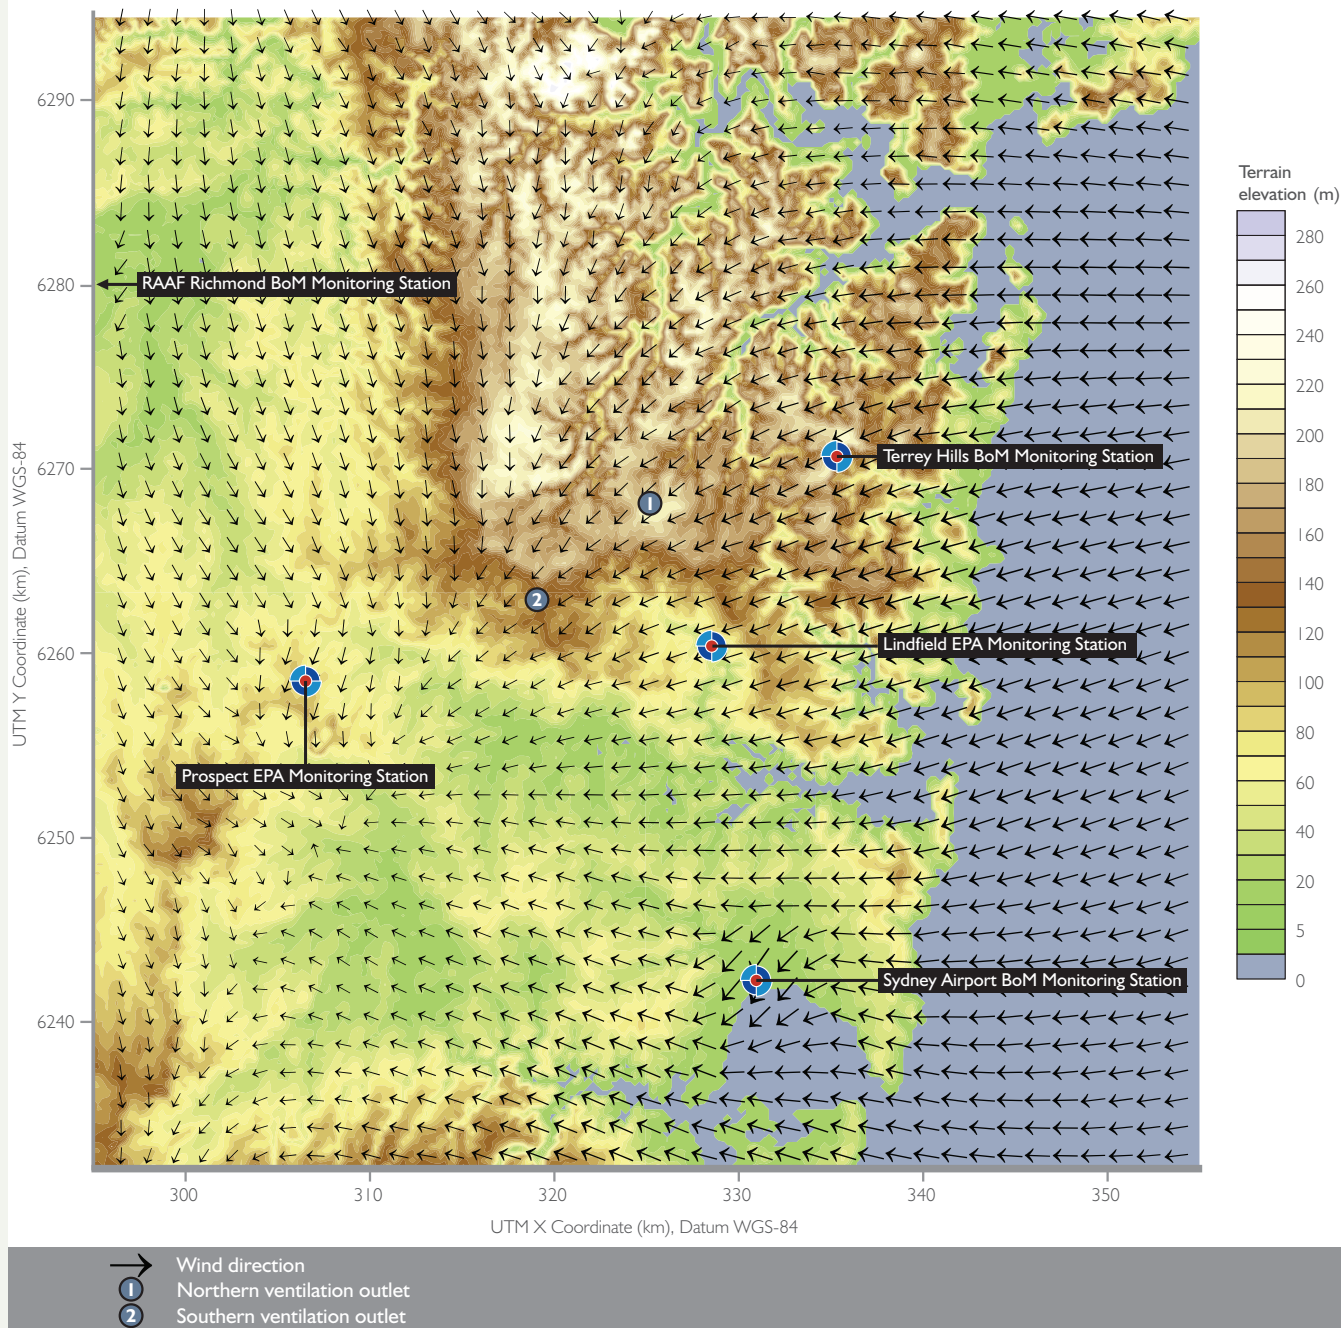 Terrain
elevation (m)
280
260
240
220
200
180
160
140
120
100
80
60
40
20
5
0
6290
6280
6270
6260
6250
6240
UTM Y Coordinate (km), Datum WGS-84
RAAF Richmond BoM Monitoring Station
Terrey Hills BoM Monitoring Station
1
2
Lindfield EPA Monitoring Station
Prospect EPA Monitoring Station
Sydney Airport BoM Monitoring Station
300
310
320
330
340
350
UTM X Coordinate (km), Datum WGS-84
Wind direction
1 Northern ventilation outlet
2 Southern ventilation outlet